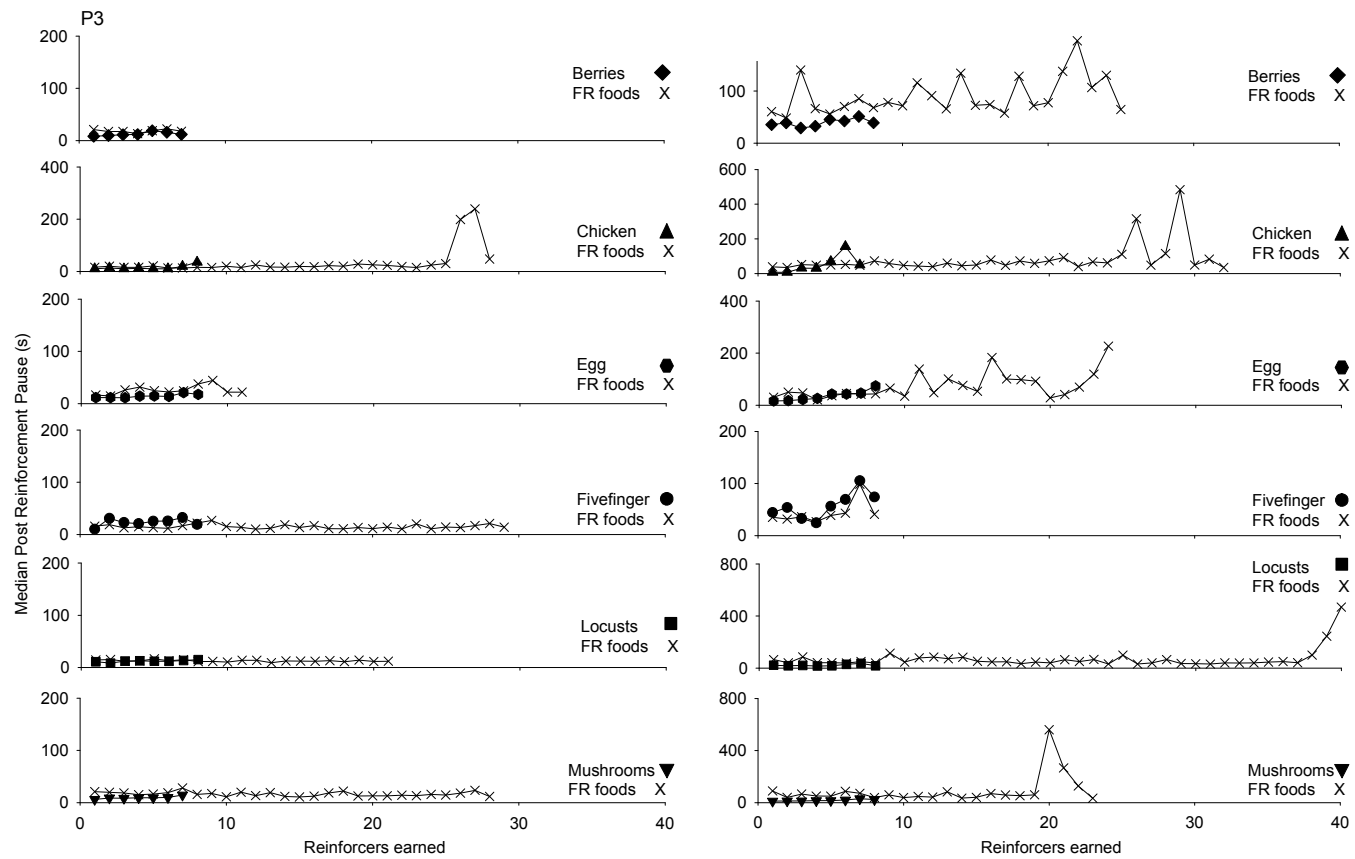 P3
Median Post Reinforcement Pause (s)
200
100
0
Berries
FR foods X
400
200
0
Chicken
FR foods X
200
100
0
Egg
FR foods X
200
100
0
Fivefinger
FR foods X
200
100
0
Locusts
FR foods X
200
100
0
Mushrooms
FR foods X
0 10 20 30 40
Reinforcers earned
100
0
Berries
FR foods X
600
400
200
0
Chicken
FR foods X
400
200
0
Egg
FR foods X
200
100
0
Fivefinger
FR foods X
800
400
0
Locusts
FR foods X
800
400
0
Mushrooms
FR foods X
0 10 20 30 40
Reinforcers earned